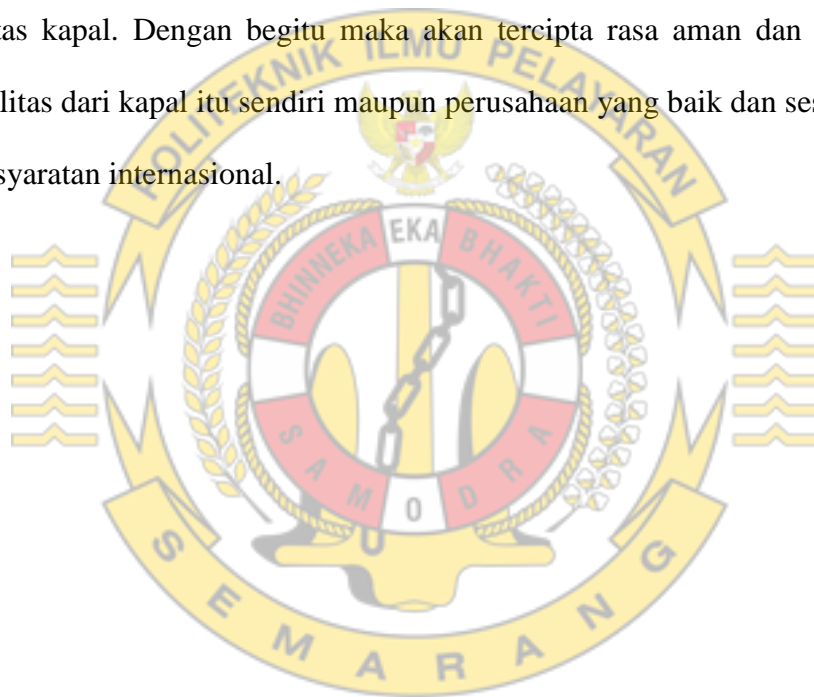 tas kapal. Dengan begitu maka akan tercipta rasa aman dan
litas dari kapal itu sendiri maupun perusahaan yang baik dan ses
syaratan internasional.
POLITEKNIK ILMU PELAYARAN
BHINNEKA EKA BHAKTI
SAMODRA
SEMARANG